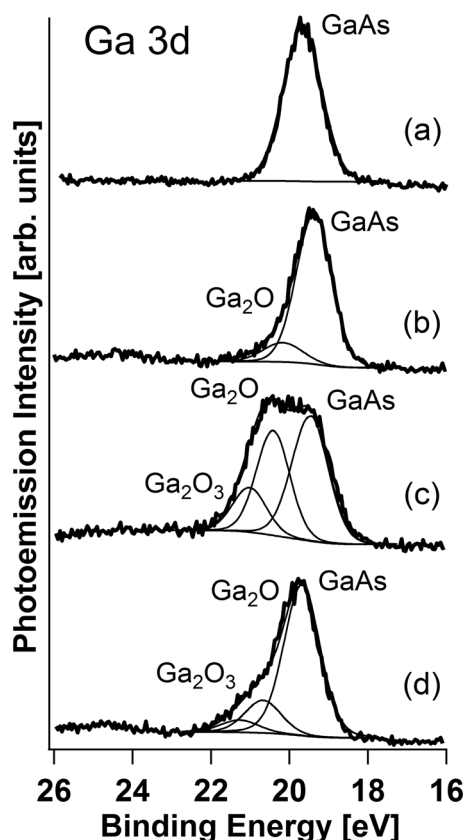 Ga 3d
GaAs
(a)
GaAs
Ga₂O
(b)
Ga₂O
GaAs
Ga₂O₃
(c)
Ga₂O
GaAs
Ga₂O₃
(d)
Photoemission Intensity [arb. units]
26 24 22 20 18 16
Binding Energy [eV]